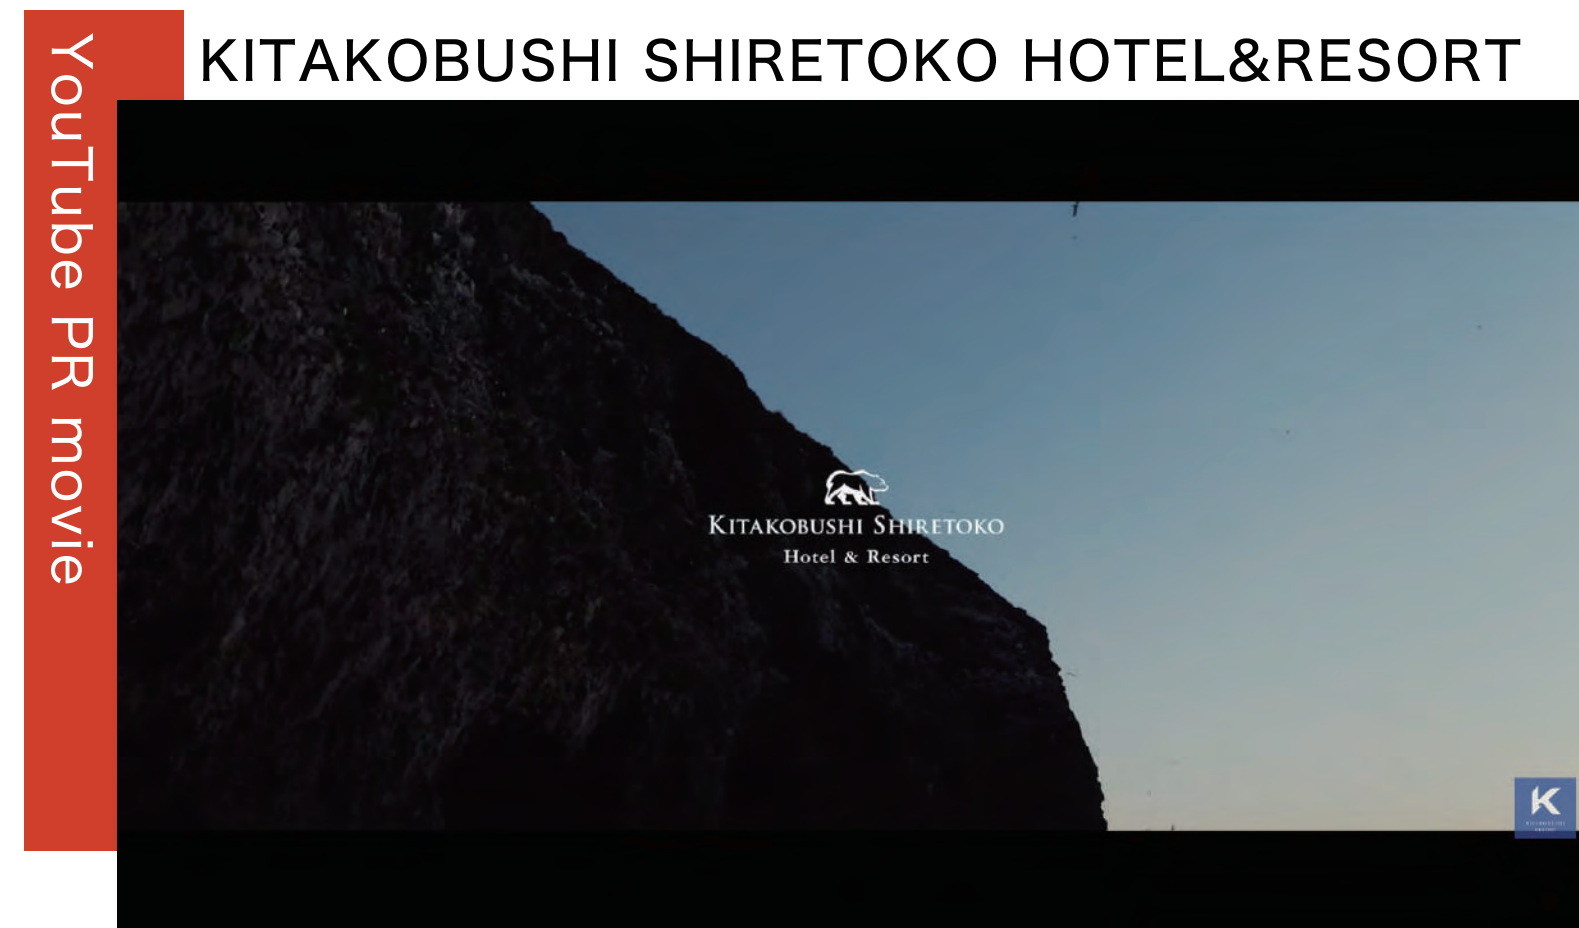 YouTube PR movie
KITAKOBUSHI SHIRETOKO HOTEL&RESORT
KITAKOBUSHI SHIRETOKO
Hotel & Resort
K